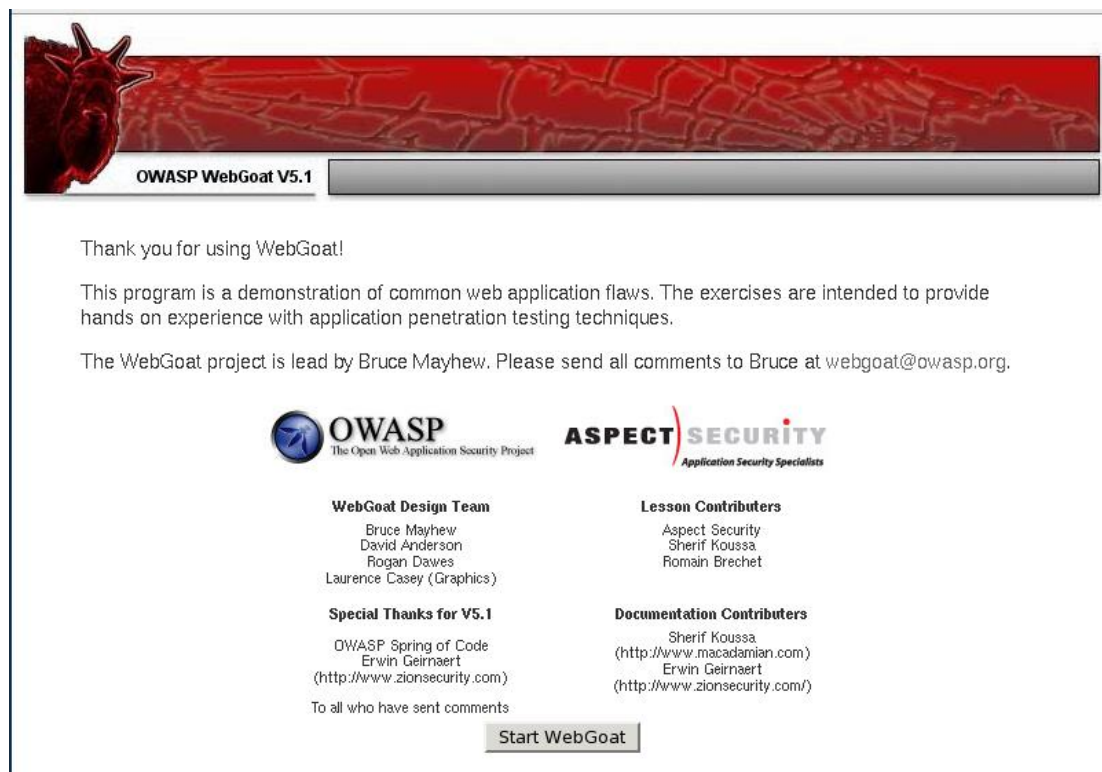 OWASP WebGoat V5.1
Thank you for using WebGoat!
This program is a demonstration of common web application flaws. The exercises are intended to provide
hands on experience with application penetration testing techniques.
The WebGoat project is lead by Bruce Mayhew. Please send all comments to Bruce at webgoat@owasp.org.
OWASP
The Open Web Application Security Project
ASPECT SECURITY
Application Security Specialists
WebGoat Design Team
Bruce Mayhew
David Anderson
Rogan Dawes
Laurence Casey (Graphics)
Lesson Contributers
Aspect Security
Sherif Koussa
Romain Brechet
Special Thanks for V5.1
OWASP Spring of Code
Erwin Geirnaert
(http://www.zionsecurity.com)
To all who have sent comments
Documentation Contributers
Sherif Koussa
(http://www.macadamian.com)
Erwin Geirnaert
(http://www.zionsecurity.com/)
Start WebGoat